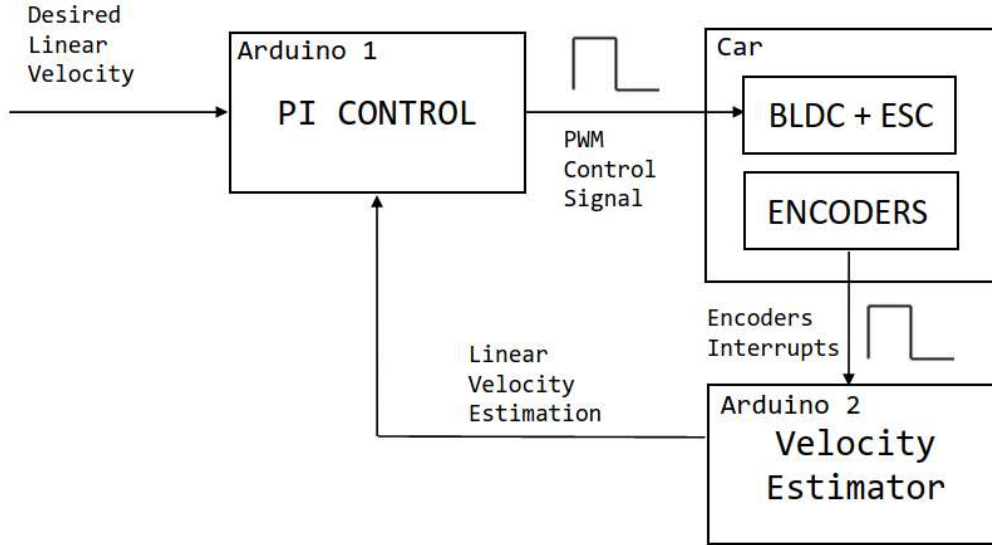 Desired
Linear
Velocity
Arduino 1
PI CONTROL
PWM
Control
Signal
Car
BLDC + ESC
ENCODERS
Encoders
Interrupts
Linear
Velocity
Estimation
Arduino 2
Velocity
Estimator